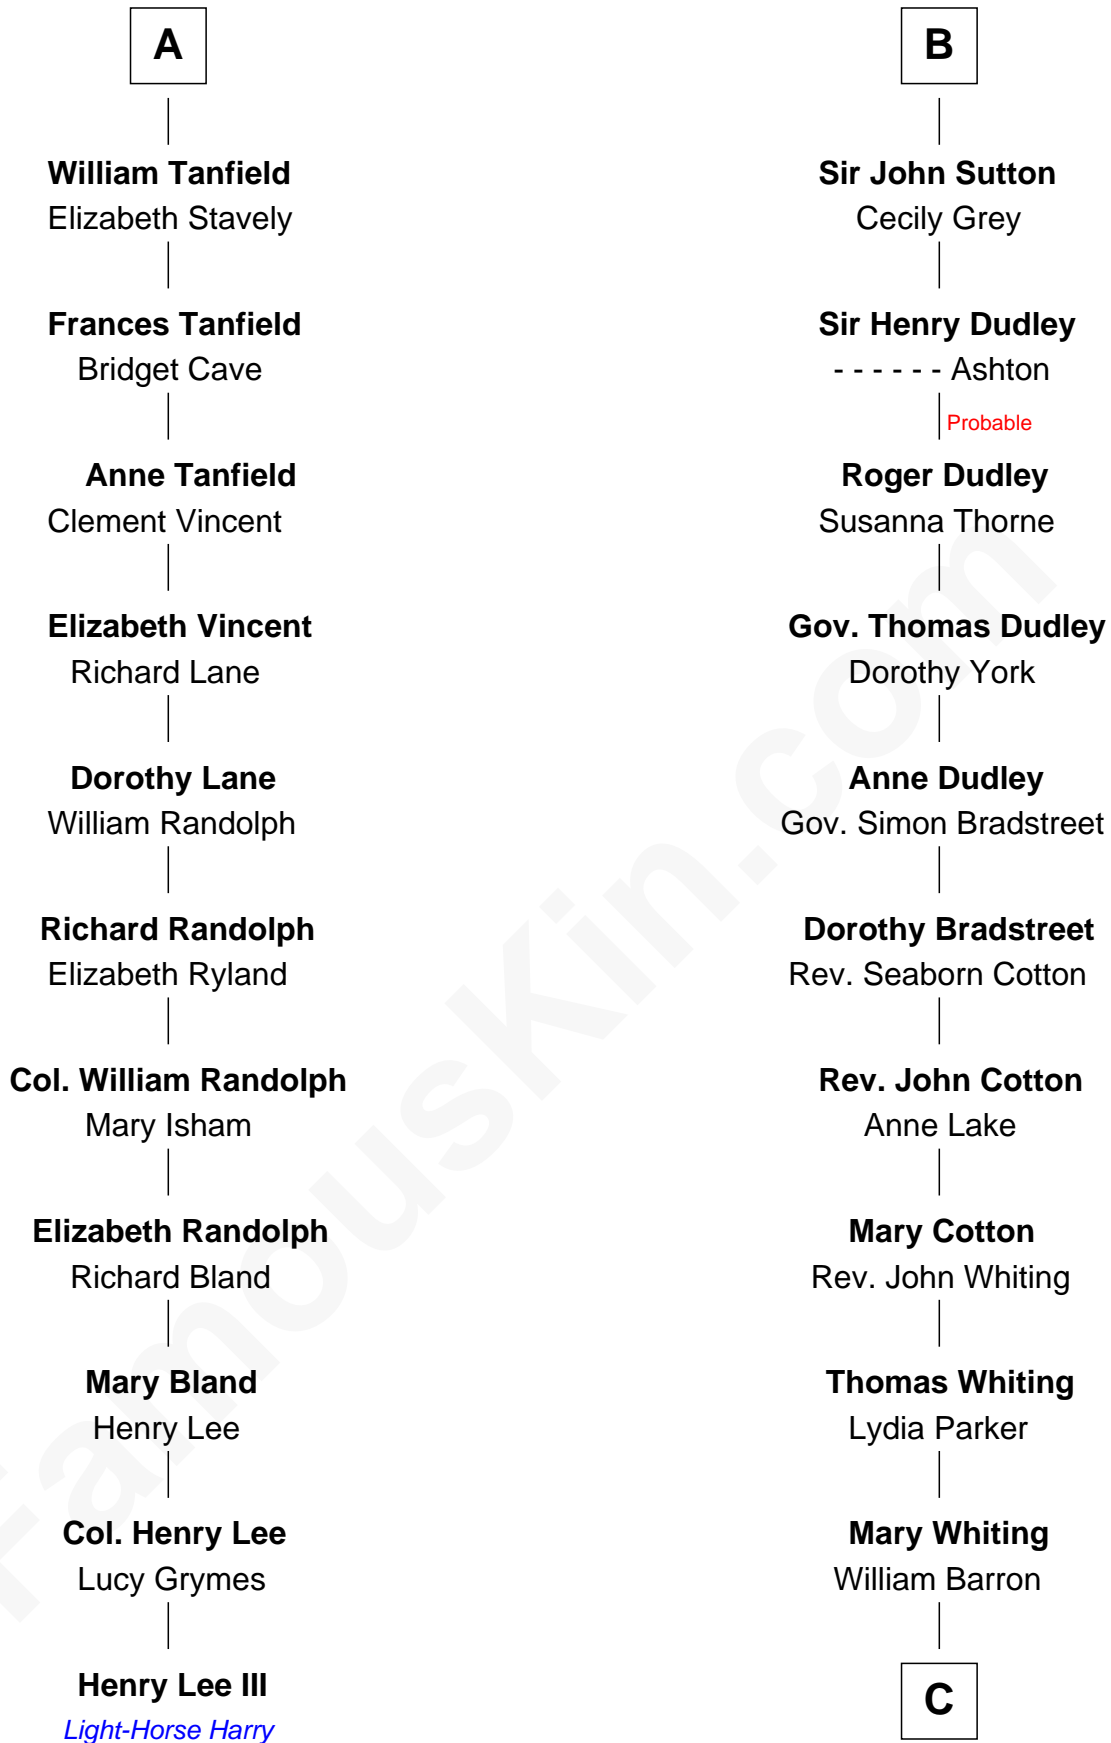 A
William Tanfield
Elizabeth Stavely
Frances Tanfield
Bridget Cave
Anne Tanfield
Clement Vincent
Elizabeth Vincent
Richard Lane
Dorothy Lane
William Randolph
Richard Randolph
Elizabeth Ryland
Col. William Randolph
Mary Isham
Elizabeth Randolph
Richard Bland
Mary Bland
Henry Lee
Col. Henry Lee
Lucy Grymes
Henry Lee III
Light-Horse Harry
B
Sir John Sutton
Cecily Grey
Sir Henry Dudley
- - - - - - Ashton
Probable
Roger Dudley
Susanna Thorne
Gov. Thomas Dudley
Dorothy York
Anne Dudley
Gov. Simon Bradstreet
Dorothy Bradstreet
Rev. Seaborn Cotton
Rev. John Cotton
Anne Lake
Mary Cotton
Rev. John Whiting
Thomas Whiting
Lydia Parker
Mary Whiting
William Barron
C
FamousKin.com